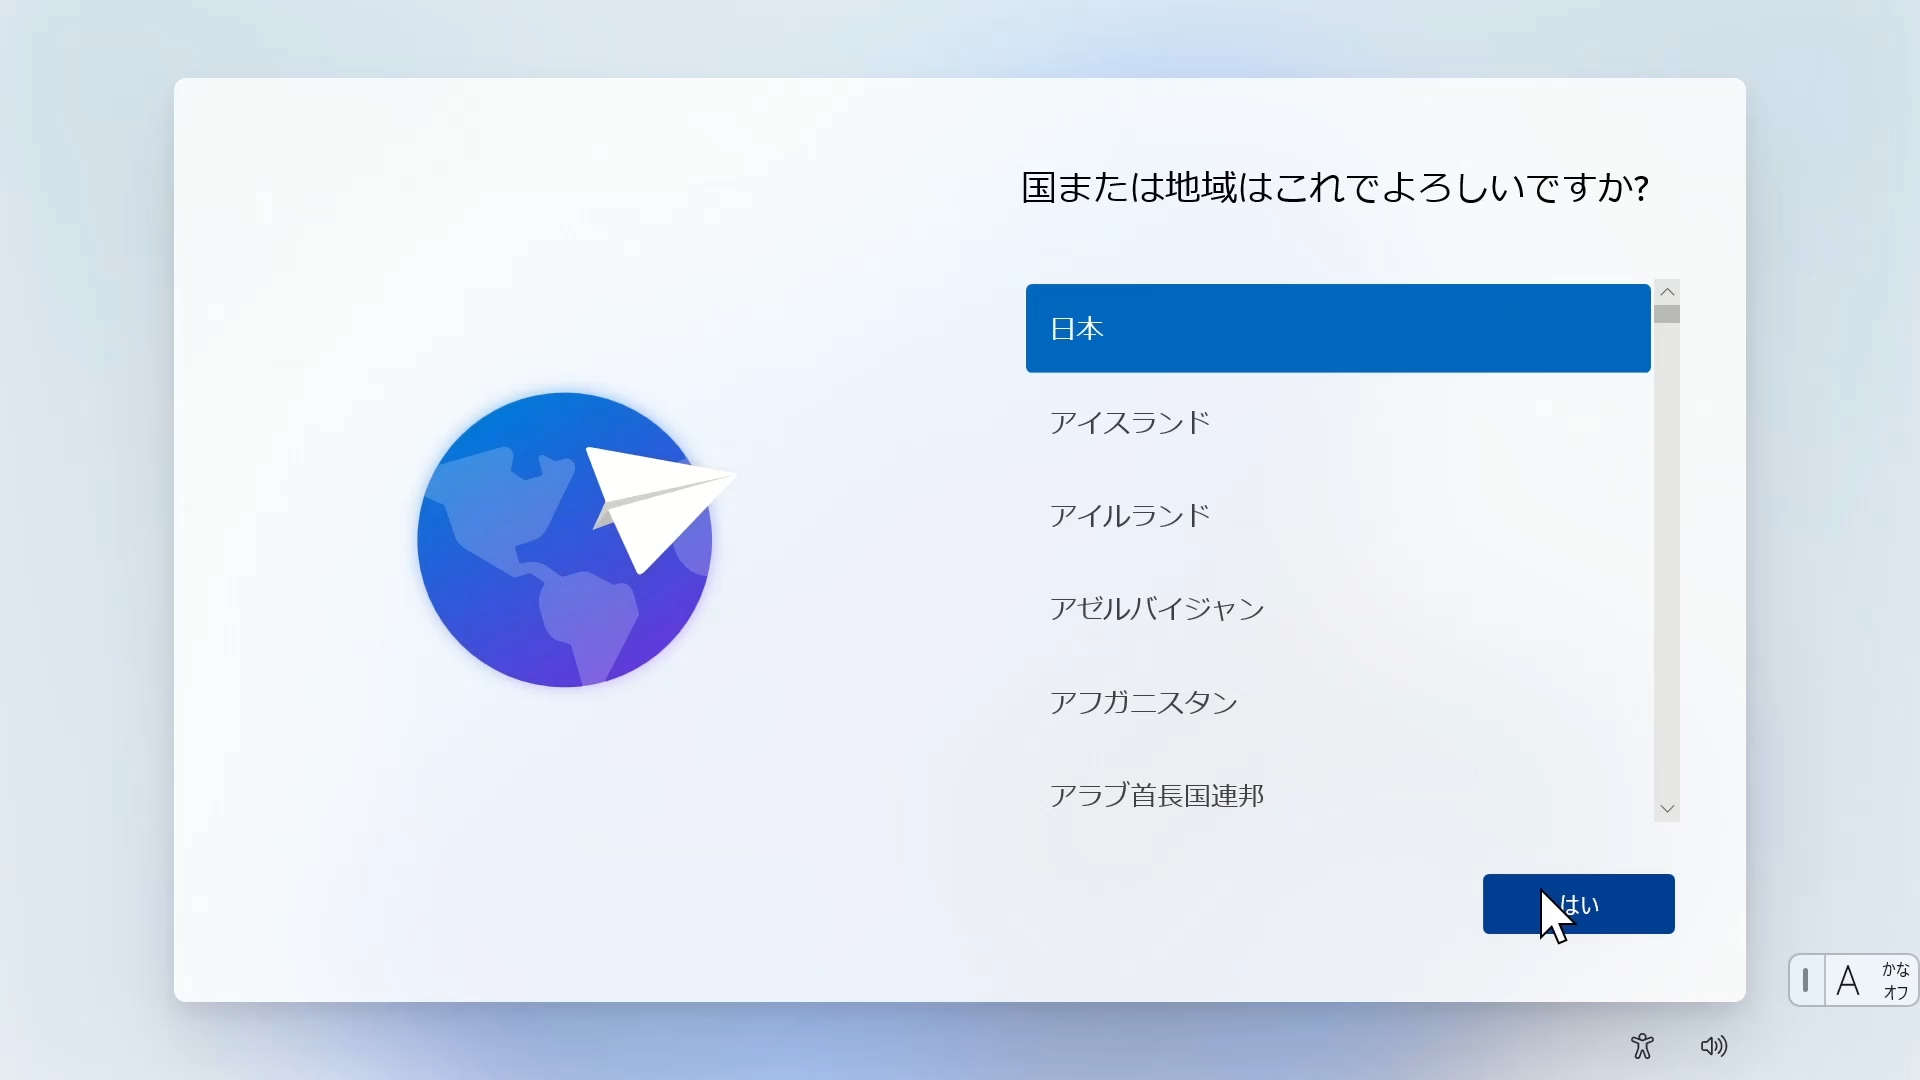 国または地域はこれでよろしいですか?
日本
アイスランド
アイルランド
アゼルバイジャン
アフガニスタン
アラブ首長国連邦
はい
A
かな
オフ